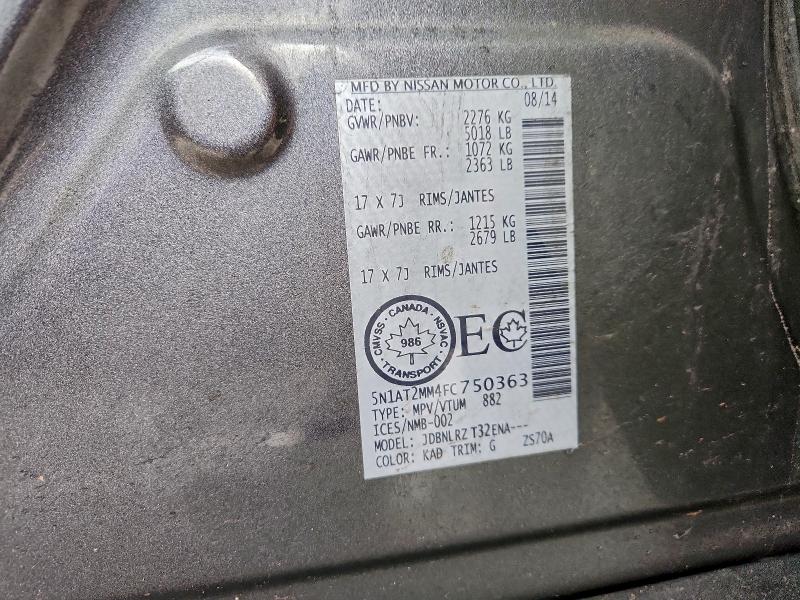 MFD BY NISSAN MOTOR CO., LTD.
DATE: 08/14
GVWR/PNBV: 2276 KG
5018 LB
GAWR/PNBE FR.: 1072 KG
2363 LB
17 X 7J RIMS/JANTES
GAWR/PNBE RR.: 1215 KG
2679 LB
17 X 7J RIMS/JANTES
CMVSS · CANADA · NSVAC · TRANSPORT ·
986
EC
5N1AT2MM4FC750363
TYPE: MPV/VTUM 882
ICES/NMB-002
MODEL: JDBNLRZ T32ENA---
COLOR: KAD TRIM: G ZS70A